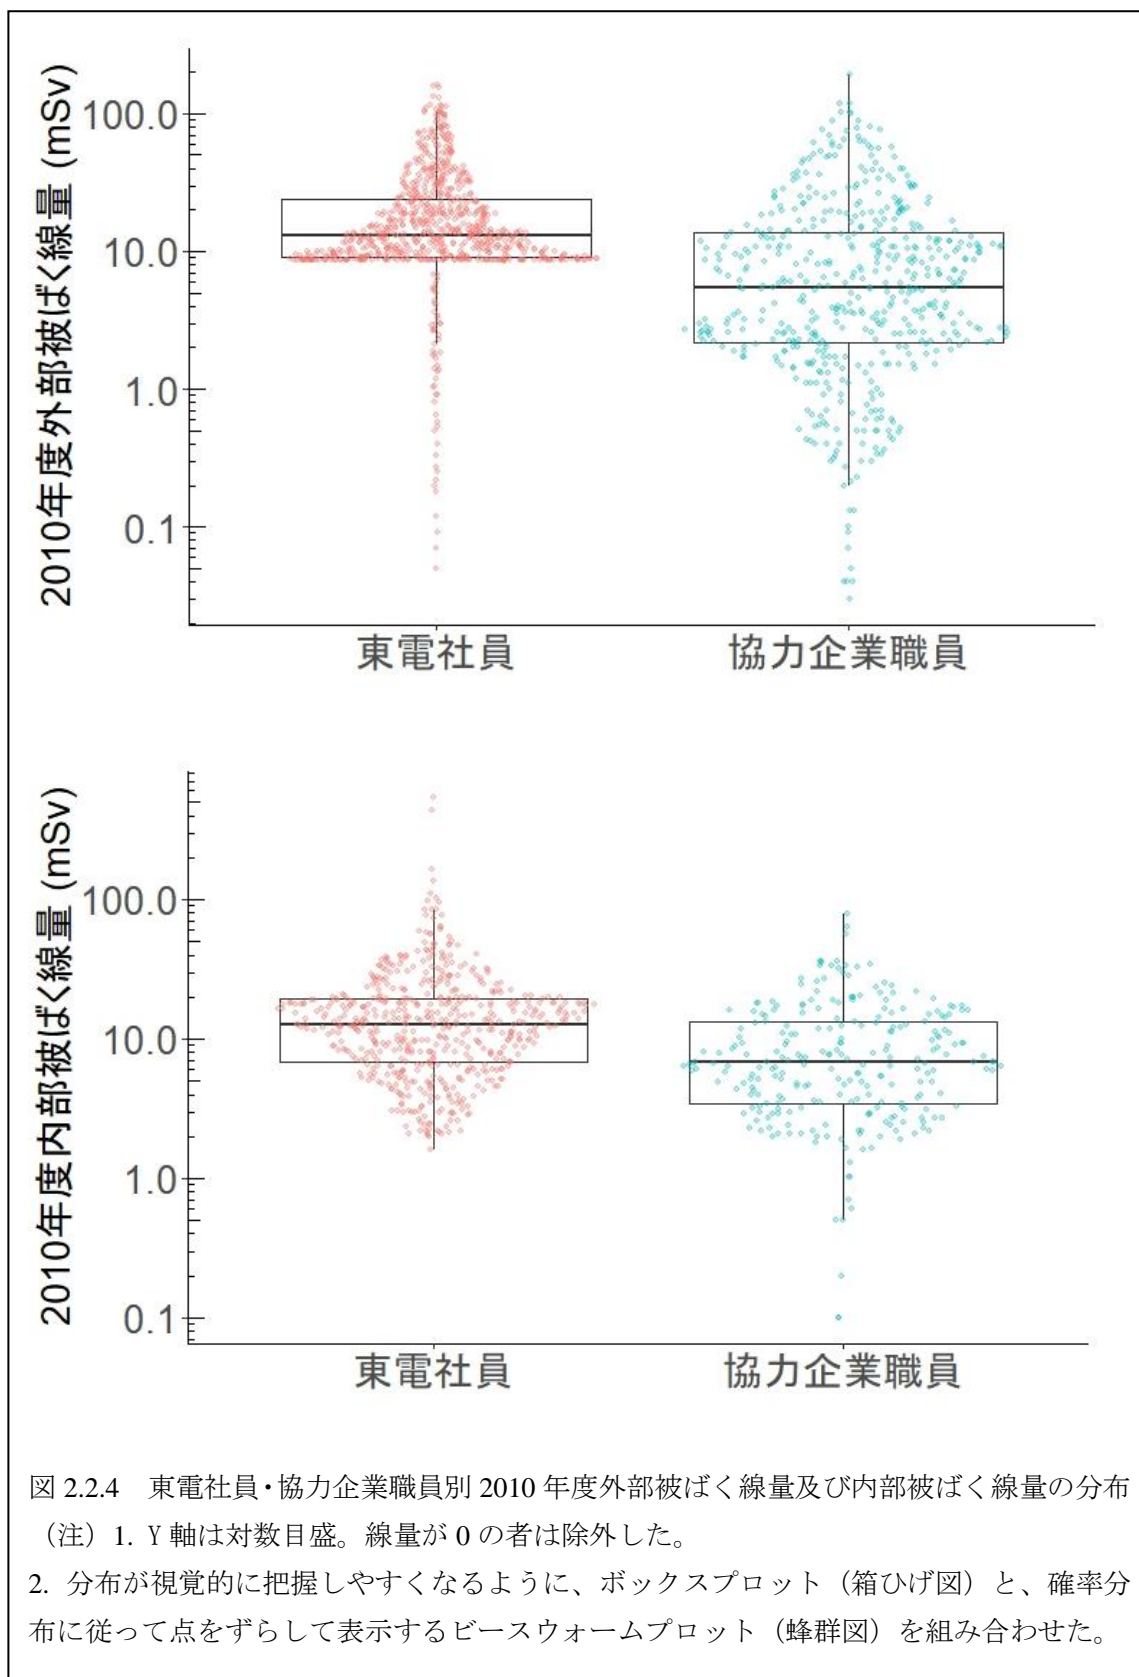 2010年度外部被ばく線量 (mSv)
100.0
10.0
1.0
0.1
東電社員
協力企業職員
2010年度内部被ばく線量 (mSv)
100.0
10.0
1.0
0.1
東電社員
協力企業職員
図 2.2.4　東電社員・協力企業職員別 2010 年度外部被ばく線量及び内部被ばく線量の分布
（注）1. Y 軸は対数目盛。線量が 0 の者は除外した。
2. 分布が視覚的に把握しやすくなるように、ボックスプロット（箱ひげ図）と、確率分
布に従って点をずらして表示するビースウォームプロット（蜂群図）を組み合わせた。